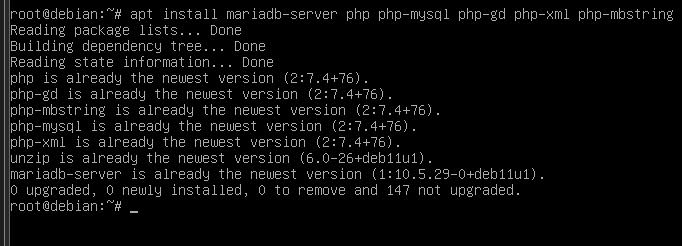 root@debian:~# apt install mariadb-server php php-mysql php-gd php-xml php-mbstring
Reading package lists... Done
Building dependency tree... Done
Reading state information... Done
php is already the newest version (2:7.4+76).
php-gd is already the newest version (2:7.4+76).
php-mbstring is already the newest version (2:7.4+76).
php-mysql is already the newest version (2:7.4+76).
php-xml is already the newest version (2:7.4+76).
unzip is already the newest version (6.0-26+deb11u1).
mariadb-server is already the newest version (1:10.5.29-0+deb11u1).
0 upgraded, 0 newly installed, 0 to remove and 147 not upgraded.
root@debian:~# _